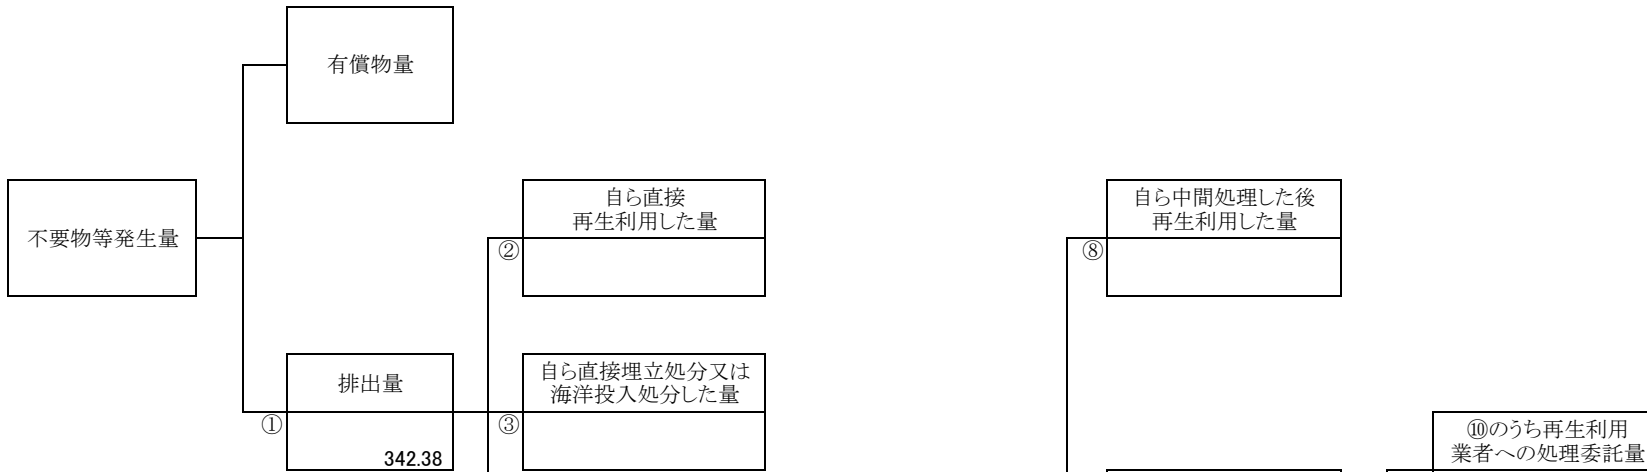 有償物量
自ら直接
再生利用した量
自ら中間処理した後
再生利用した量
不要物等発生量
②
⑧
排出量
自ら直接埋立処分又は
海洋投入処分した量
①
③
342.38
⑩のうち再生利用
業者への処理委託量